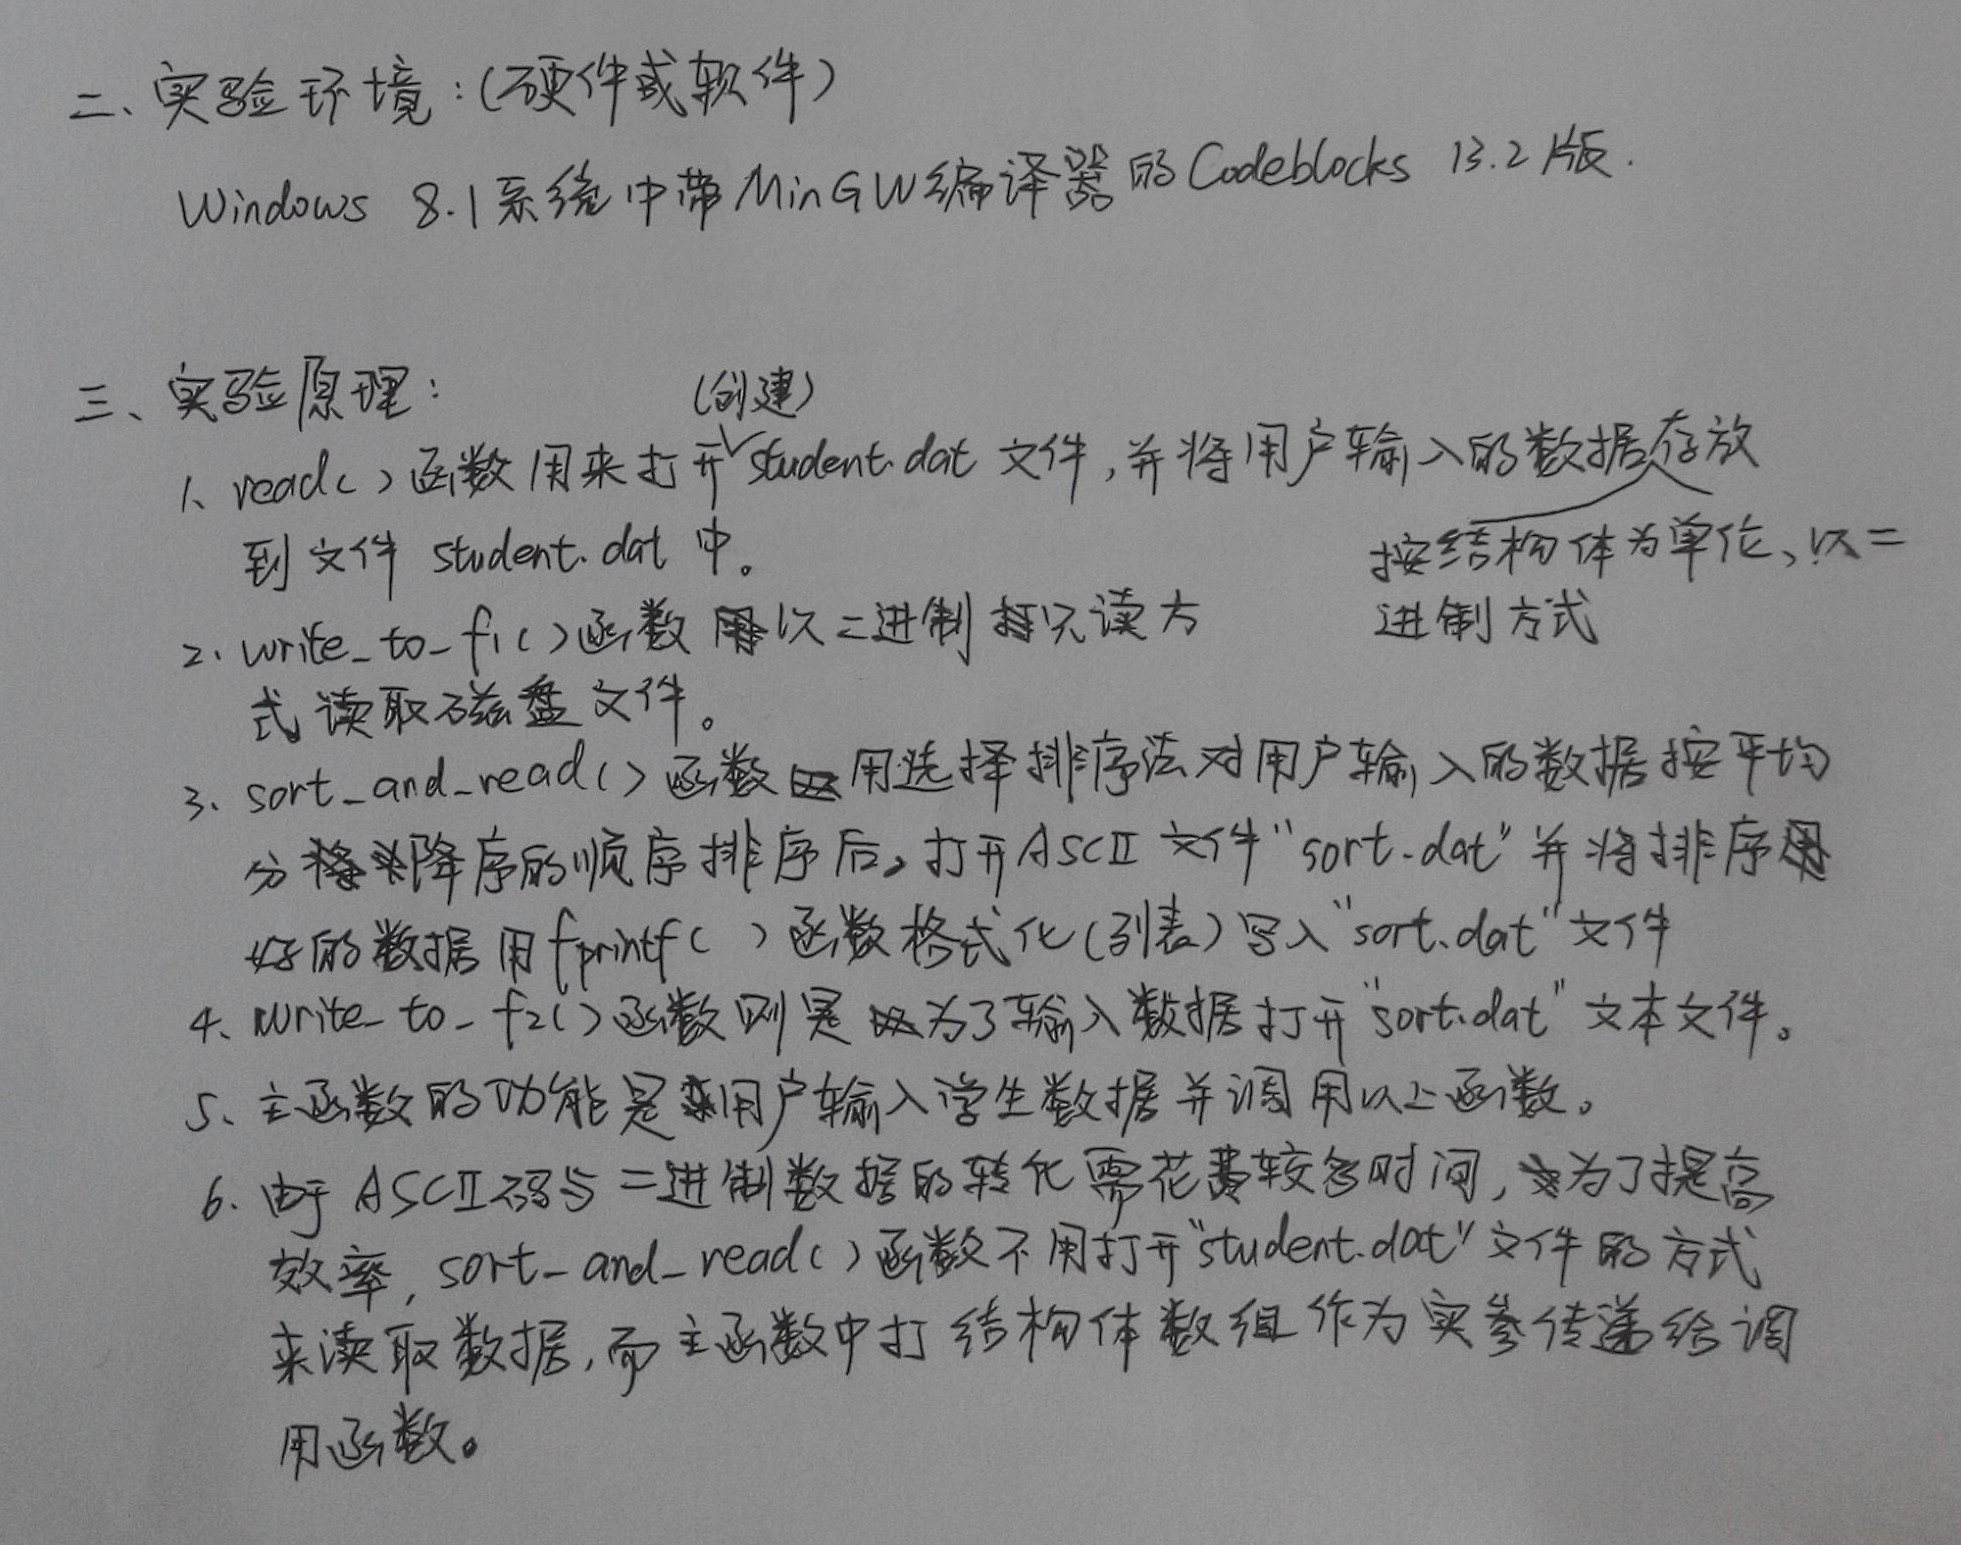 二、实验环境:(硬件或软件)
Windows 8.1系统中带MinGW编译器的Codeblocks 13.2版.
三、实验原理:
(创建)
1、read()函数用来打开student.dat文件,并将用户输入的数据存放
到文件 student.dat 中。
按结构体为单位、以二
进制方式
2. write_to_f1()函数以二进制只读方
式读取磁盘文件。
3. sort_and_read()函数用选择排序法对用户输入的数据按平均
分降序的顺序排序后,打开ASCII文件"sort.dat"并将排序
好的数据用fprintf( )函数格式化(列表)写入"sort.dat"文件
4、write_to_f2()函数则是为了输入数据打开"sort.dat"文本文件。
5、主函数的功能是用户输入学生数据并调用以上函数。
6. 由于ASCII码与二进制数据的转化需花费较多时间,为了提高
效率,sort_and_read()函数不用打开"student.dat"文件的方式
来读取数据,而主函数中打结构体数组作为实参传递给调
用函数。